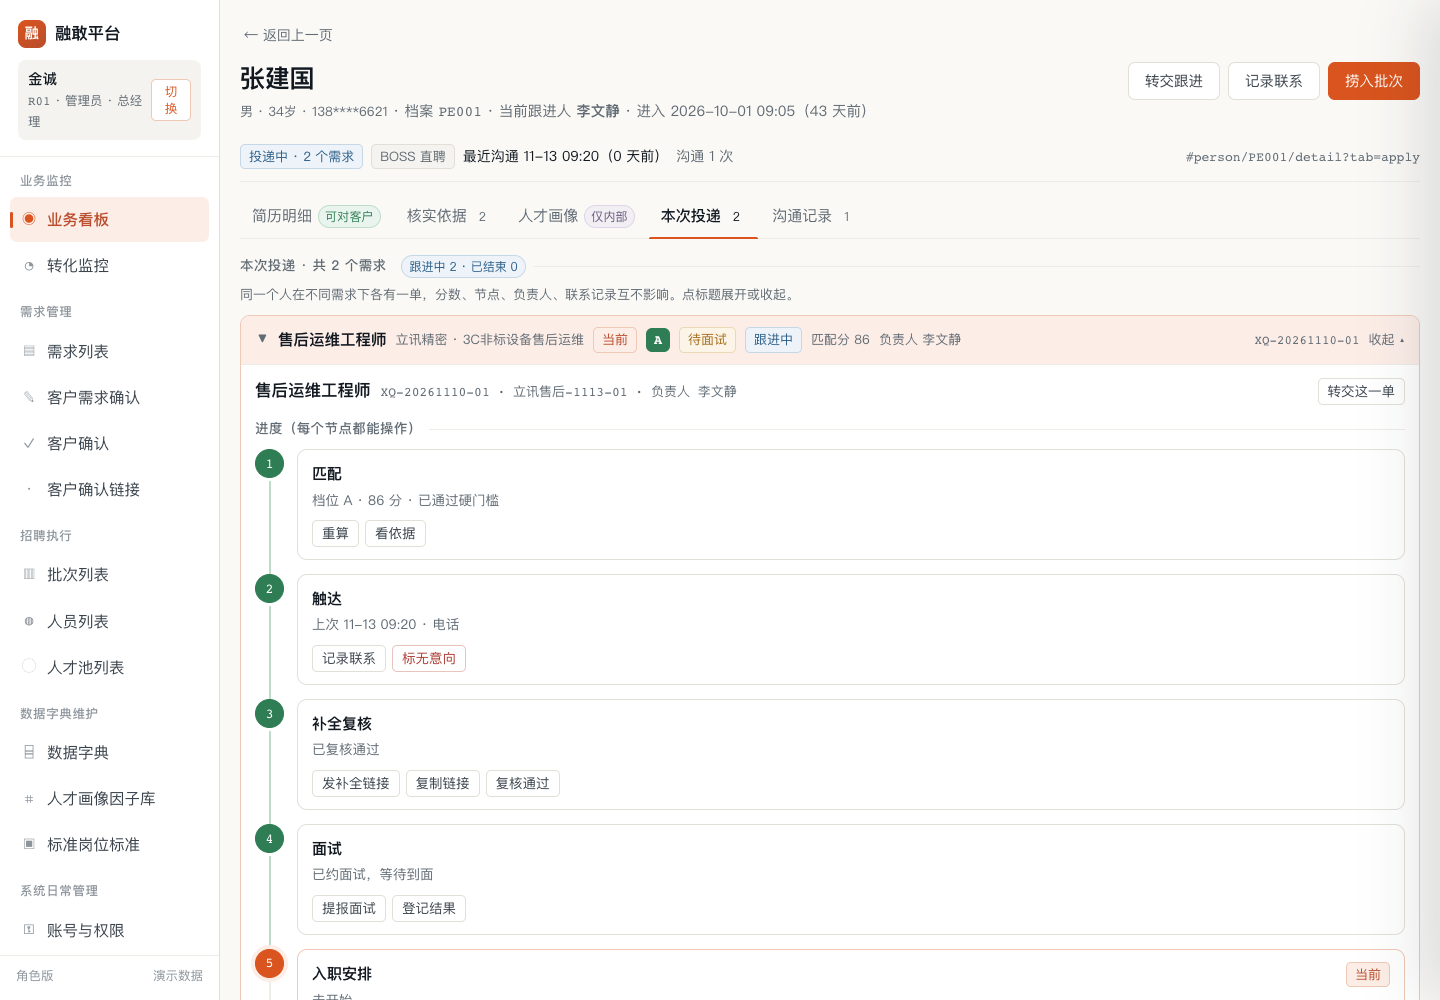 融 融敢平台
金诚
R01 · 管理员 · 总经理
切换
业务监控
业务看板
转化监控
需求管理
需求列表
客户需求确认
客户确认
客户确认链接
招聘执行
批次列表
人员列表
人才池列表
数据字典维护
数据字典
人才画像因子库
标准岗位标准
系统日常管理
账号与权限
角色版 演示数据
← 返回上一页
张建国
转交跟进 记录联系 捞入批次
男 · 34岁 · 138****6621 · 档案 PE001 · 当前跟进人 李文静 · 进入 2026-10-01 09:05（43 天前）
投递中 · 2 个需求 BOSS 直聘 最近沟通 11-13 09:20（0 天前） 沟通 1 次 #person/PE001/detail?tab=apply
简历明细 可对客户 核实依据 2 人才画像 仅内部 本次投递 2 沟通记录 1
本次投递 · 共 2 个需求 跟进中 2 · 已结束 0
同一个人在不同需求下各有一单，分数、节点、负责人、联系记录互不影响。点标题展开或收起。
▼ 售后运维工程师 立讯精密 · 3C非标设备售后运维 当前 A 待面试 跟进中 匹配分 86 负责人 李文静 XQ-20261110-01 收起 ▴
售后运维工程师 XQ-20261110-01 · 立讯售后-1113-01 · 负责人 李文静 转交这一单
进度（每个节点都能操作）
1 匹配
档位 A · 86 分 · 已通过硬门槛
重算 看依据
2 触达
上次 11-13 09:20 · 电话
记录联系 标无意向
3 补全复核
已复核通过
发补全链接 复制链接 复核通过
4 面试
已约面试，等待到面
提报面试 登记结果
5 入职安排 当前
未开始